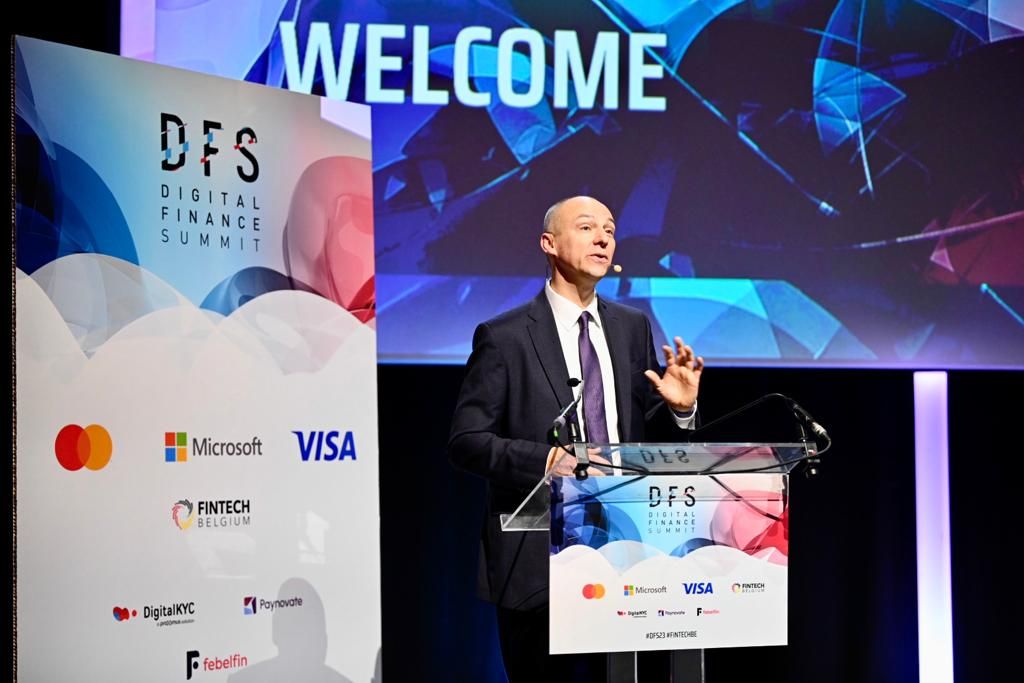 WELCOME
DFS
DIGITAL
FINANCE
SUMMIT
Microsoft
VISA
FINTECH
BELGIUM
DigitalKYC
Paynovate
febelfin
DFS
DFS
DIGITAL
FINANCE
SUMMIT
Microsoft
VISA
FINTECH
BELGIUM
DigitalKYC
Paynovate
febelfin
#DFS23 #FINTECHBE